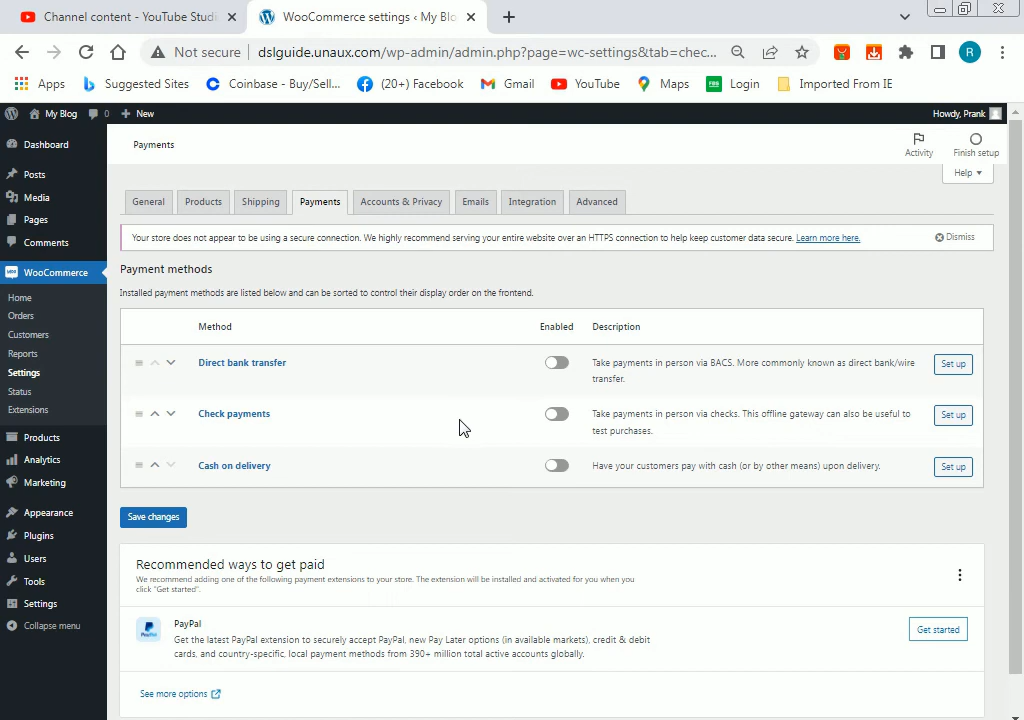 Channel content - YouTube Studi
WooCommerce settings ‹ My Blo
Not secure
dslguide.unaux.com/wp-admin/admin.php?page=wc-settings&tab=chec...
R
Apps
Suggested Sites
Coinbase - Buy/Sell...
(20+) Facebook
Gmail
YouTube
Maps
Login
Imported From IE
My Blog
0
New
Howdy, Prank
Dashboard
Posts
Media
Pages
Comments
WooCommerce
Home
Orders
Customers
Reports
Settings
Status
Extensions
Products
Analytics
Marketing
Appearance
Plugins
Users
Tools
Settings
Collapse menu
Payments
Activity
Finish setup
Help
General
Products
Shipping
Payments
Accounts & Privacy
Emails
Integration
Advanced
Your store does not appear to be using a secure connection. We highly recommend serving your entire website over an HTTPS connection to help keep customer data secure. Learn more here.
Dismiss
Payment methods
Installed payment methods are listed below and can be sorted to control their display order on the frontend.
Method
Enabled
Description
Direct bank transfer
Take payments in person via BACS. More commonly known as direct bank/wire
transfer.
Set up
Check payments
Take payments in person via checks. This offline gateway can also be useful to
test purchases.
Set up
Cash on delivery
Have your customers pay with cash (or by other means) upon delivery.
Set up
Save changes
Recommended ways to get paid
We recommend adding one of the following payment extensions to your store. The extension will be installed and activated for you when you
click "Get started".
PayPal
PayPal
Get the latest PayPal extension to securely accept PayPal, new Pay Later options (in available markets), credit & debit
cards, and country-specific, local payment methods from 390+ million total active accounts globally.
Get started
See more options